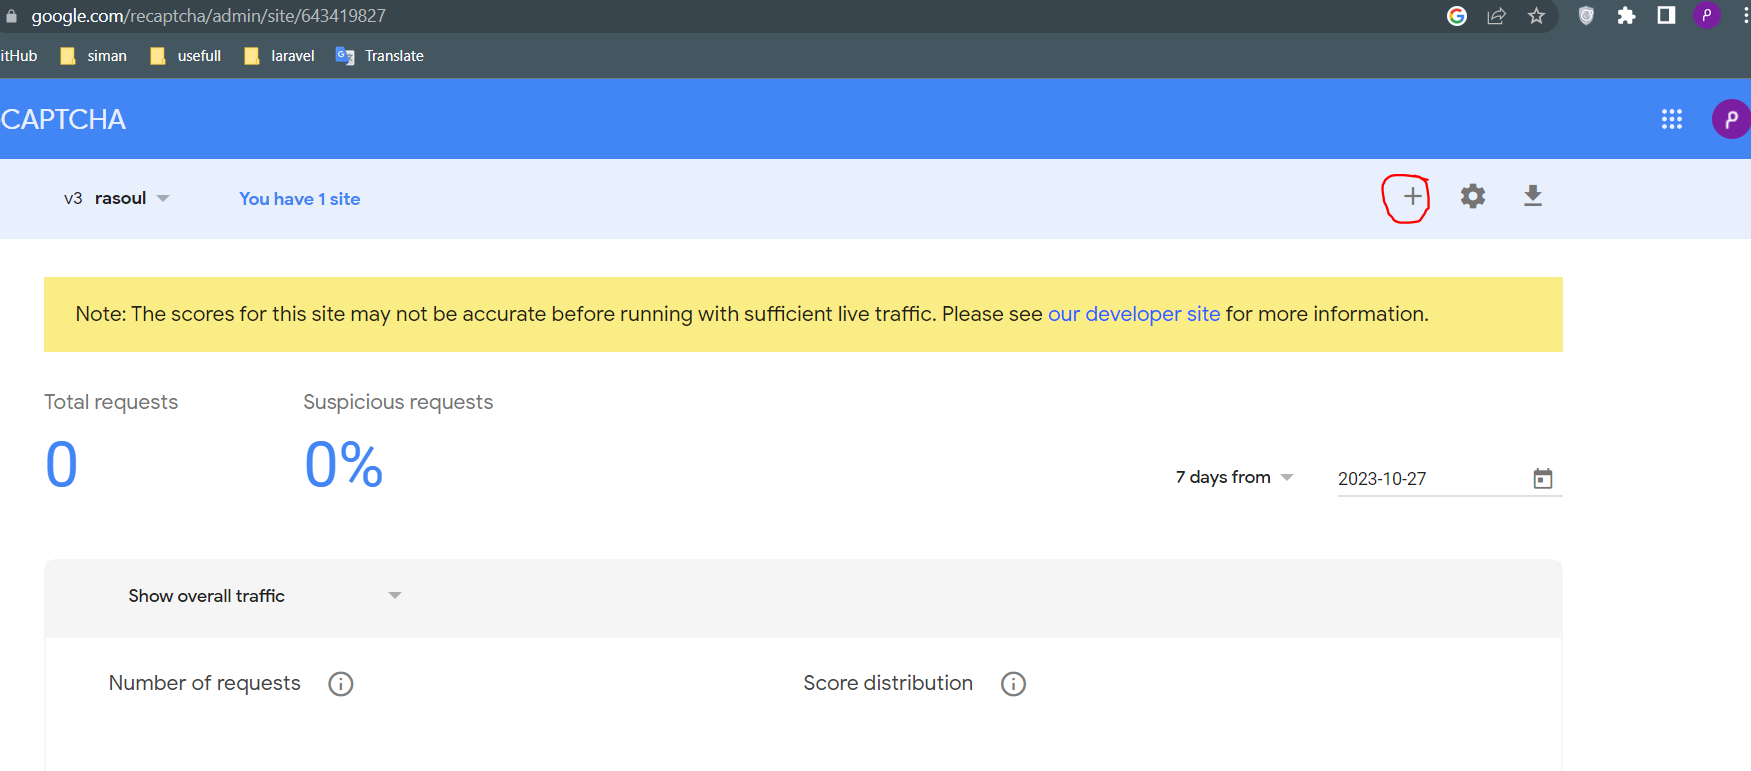 google.com/recaptcha/admin/site/643419827
itHub siman usefull laravel Translate
CAPTCHA
v3 rasoul You have 1 site
Note: The scores for this site may not be accurate before running with sufficient live traffic. Please see our developer site for more information.
Total requests Suspicious requests
0 0%
7 days from 2023-10-27
Show overall traffic
Number of requests Score distribution